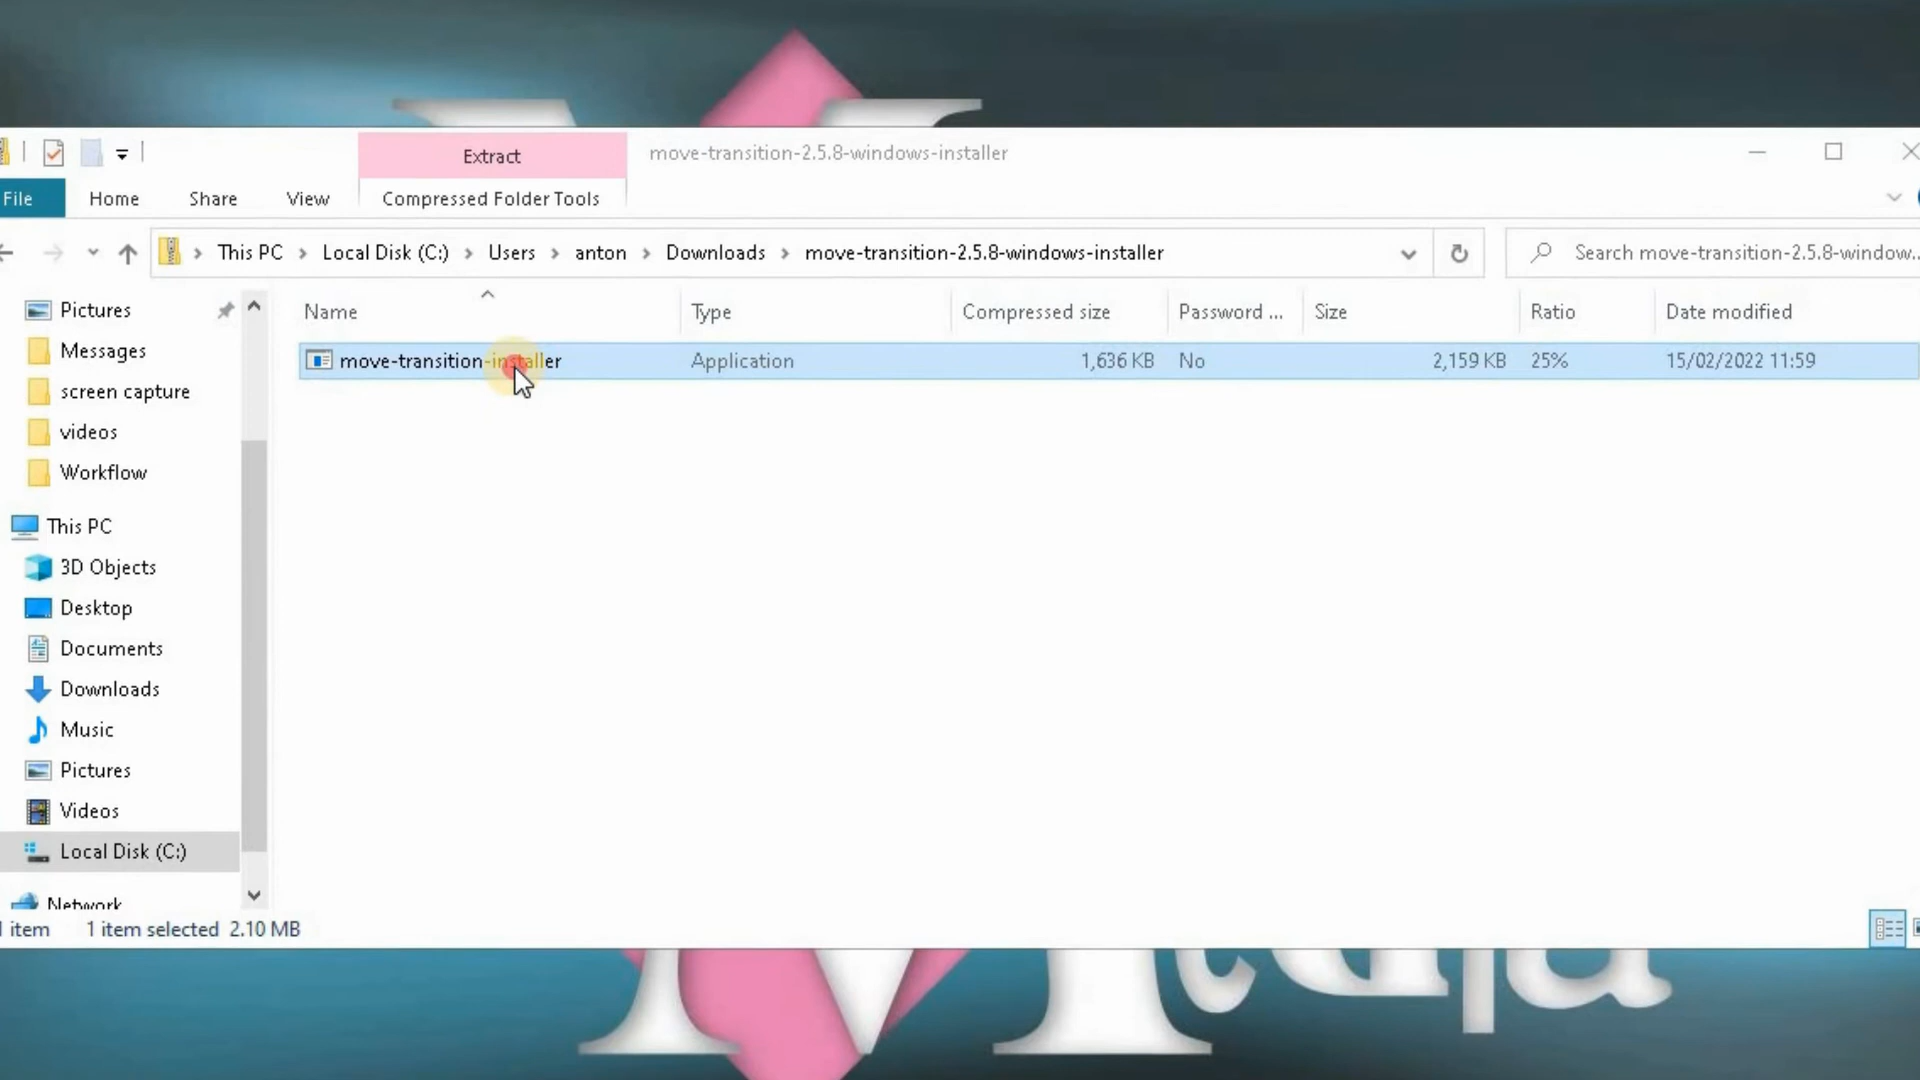 Extract
move-transition-2.5.8-windows-installer
File Home Share View Compressed Folder Tools
This PC Local Disk (C:) Users anton Downloads move-transition-2.5.8-windows-installer
Search move-transition-2.5.8-window...
Name Type Compressed size Password ... Size Ratio Date modified
move-transition-installer Application 1,636 KB No 2,159 KB 25% 15/02/2022 11:59
Pictures
Messages
screen capture
videos
Workflow
This PC
3D Objects
Desktop
Documents
Downloads
Music
Pictures
Videos
Local Disk (C:)
Network
1 item 1 item selected 2.10 MB